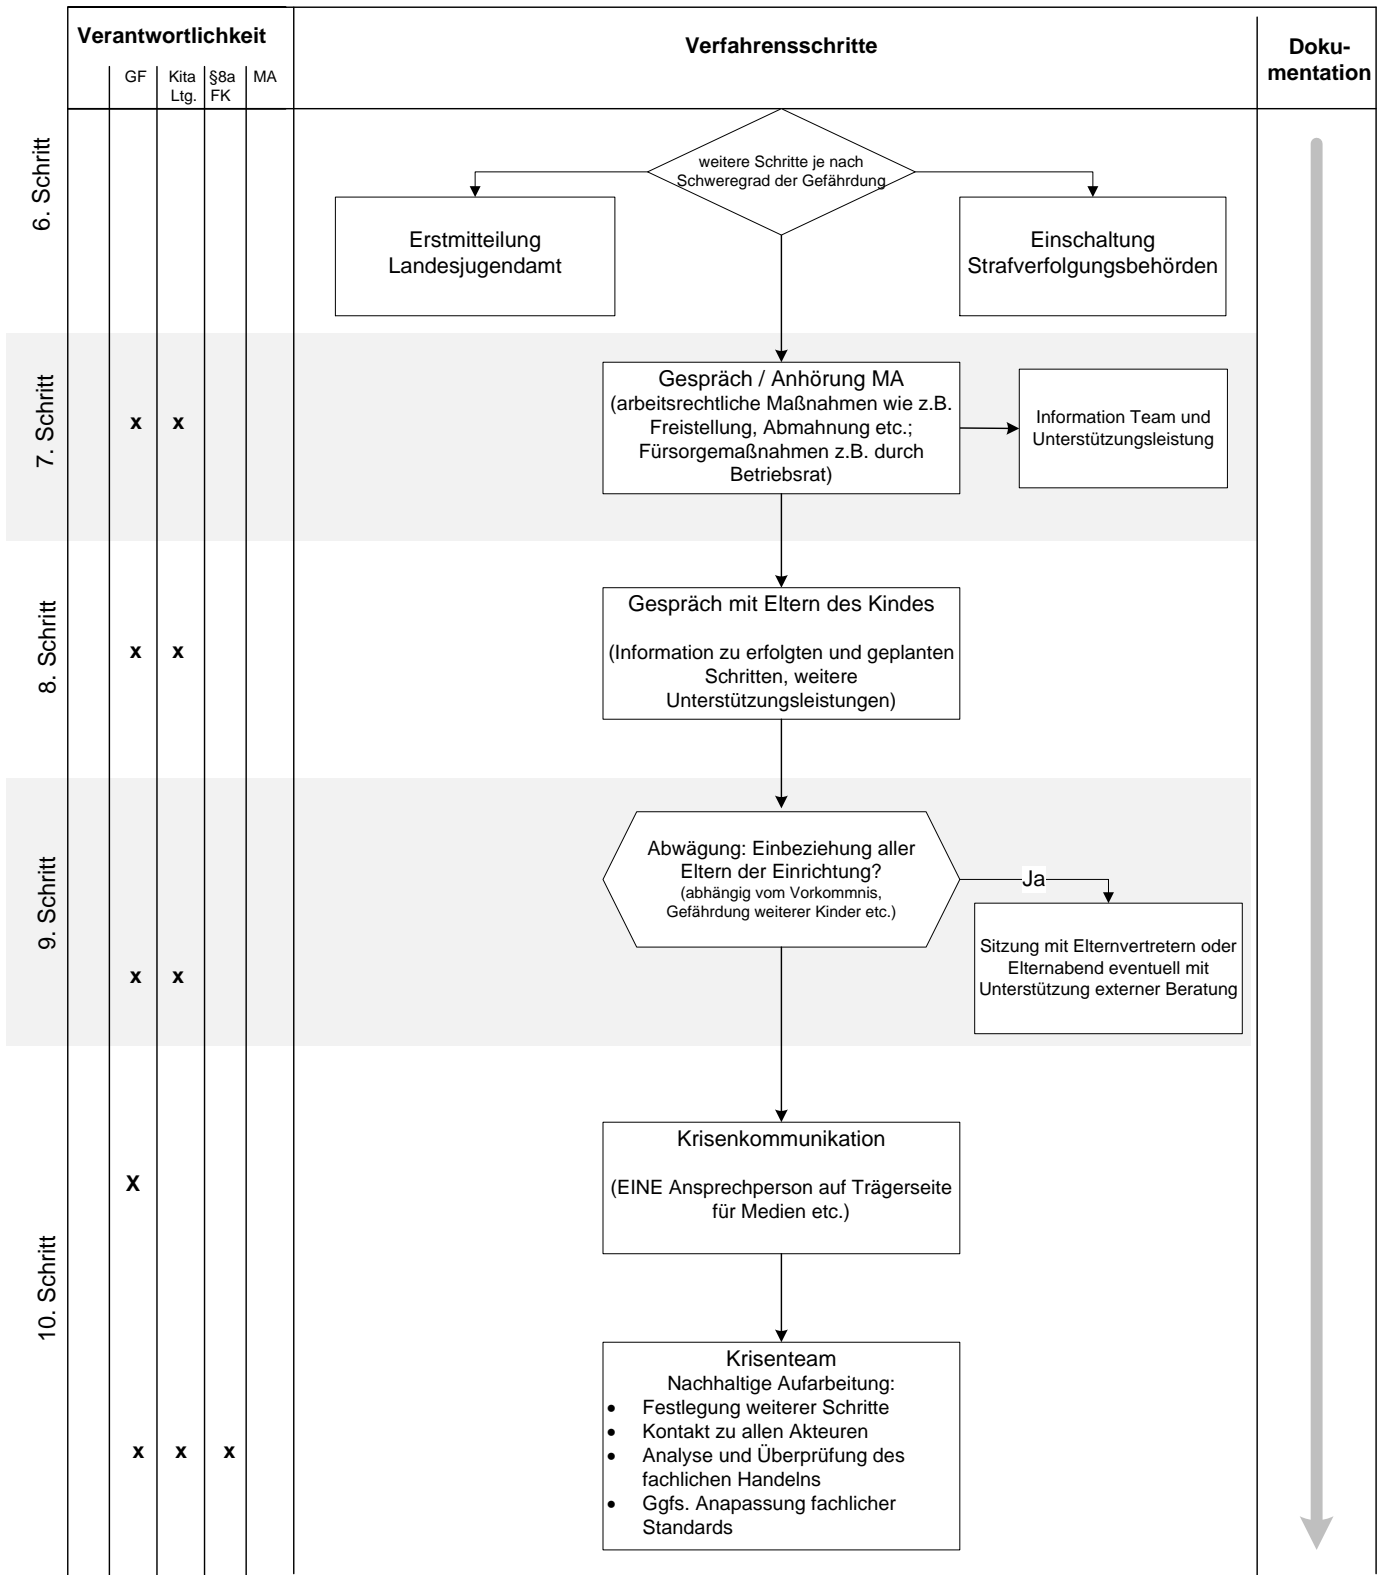 Verantwortlichkeit
Verfahrensschritte
Doku-
mentation
GF
Kita
Ltg.
§8a
FK
MA
6. Schritt
weitere Schritte je nach
Schweregrad der Gefährdung
Erstmitteilung
Landesjugendamt
Einschaltung
Strafverfolgungsbehörden
7. Schritt
x
x
Gespräch / Anhörung MA
(arbeitsrechtliche Maßnahmen wie z.B.
Freistellung, Abmahnung etc.;
Fürsorgemaßnahmen z.B. durch
Betriebsrat)
Information Team und
Unterstützungsleistung
8. Schritt
x
x
Gespräch mit Eltern des Kindes
(Information zu erfolgten und geplanten
Schritten, weitere
Unterstützungsleistungen)
9. Schritt
x
x
Abwägung: Einbeziehung aller
Eltern der Einrichtung?
(abhängig vom Vorkommnis,
Gefährdung weiterer Kinder etc.)
Ja
Sitzung mit Elternvertretern oder
Elternabend eventuell mit
Unterstützung externer Beratung
10. Schritt
X
Krisenkommunikation
(EINE Ansprechperson auf Trägerseite
für Medien etc.)
x
x
x
Krisenteam
Nachhaltige Aufarbeitung:
• Festlegung weiterer Schritte
• Kontakt zu allen Akteuren
• Analyse und Überprüfung des
fachlichen Handelns
• Ggfs. Anapassung fachlicher
Standards